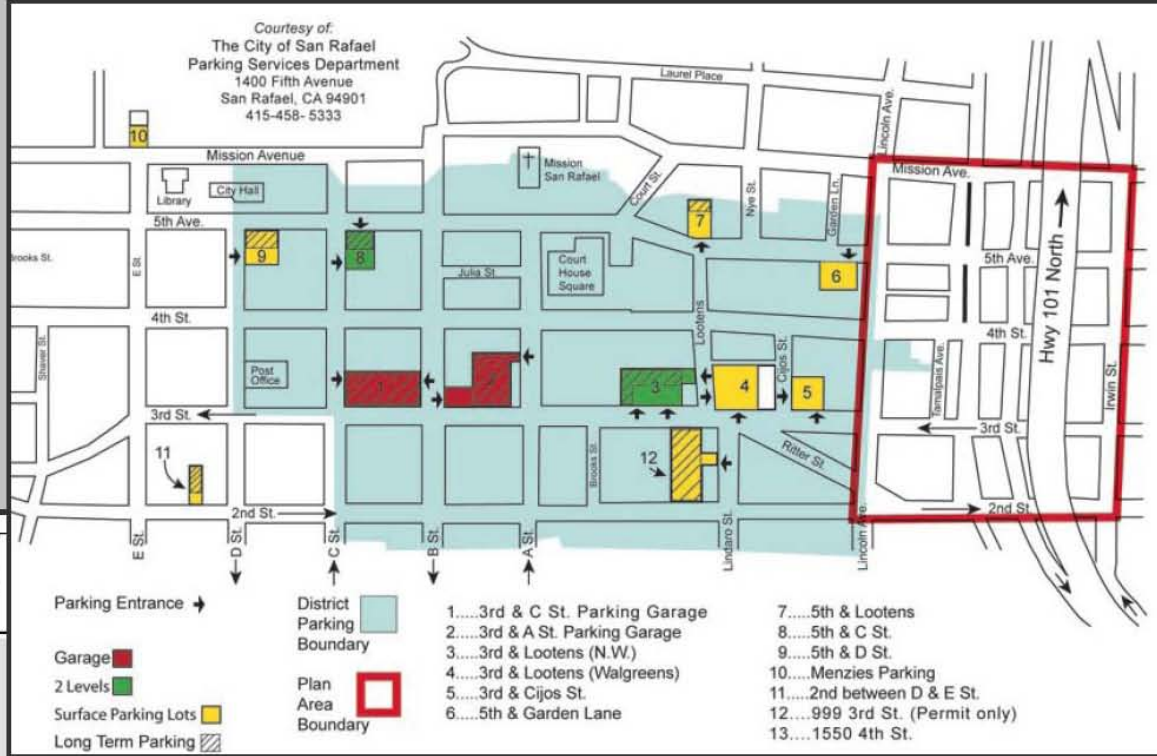 Courtesy of:
The City of San Rafael
Parking Services Department
1400 Fifth Avenue
San Rafael, CA 94901
415-458- 5333
Laurel Place
Lincoln Ave.
10
Mission Avenue
Mission
San Rafael
Court St.
Nye St.
Garden Ln.
Mission Ave.
Library
City Hall
7
5th Ave.
rooks St.
E St.
9
8
Julia St.
Court
House
Square
6
5th Ave.
Hwy 101 North
4th St.
Lootens
4th St.
Shaver St.
Post
Office
1
2
3
4
Cijos St.
5
Tamalpais Ave.
Irwin St.
3rd St.
3rd St.
11
Brooks St.
12
Ritter St.
2nd St.
2nd St.
E St.
D St.
C St.
B St.
A St.
Lindaro St.
Lincoln Ave.
Parking Entrance
Garage
2 Levels
Surface Parking Lots
Long Term Parking
District
Parking
Boundary
Plan
Area
Boundary
1.....3rd & C St. Parking Garage
2.....3rd & A St. Parking Garage
3.....3rd & Lootens (N.W.)
4.....3rd & Lootens (Walgreens)
5.....3rd & Cijos St.
6.....5th & Garden Lane
7.....5th & Lootens
8.....5th & C St.
9.....5th & D St.
10.....Menzies Parking
11.....2nd between D & E St.
12....999 3rd St. (Permit only)
13....1550 4th St.